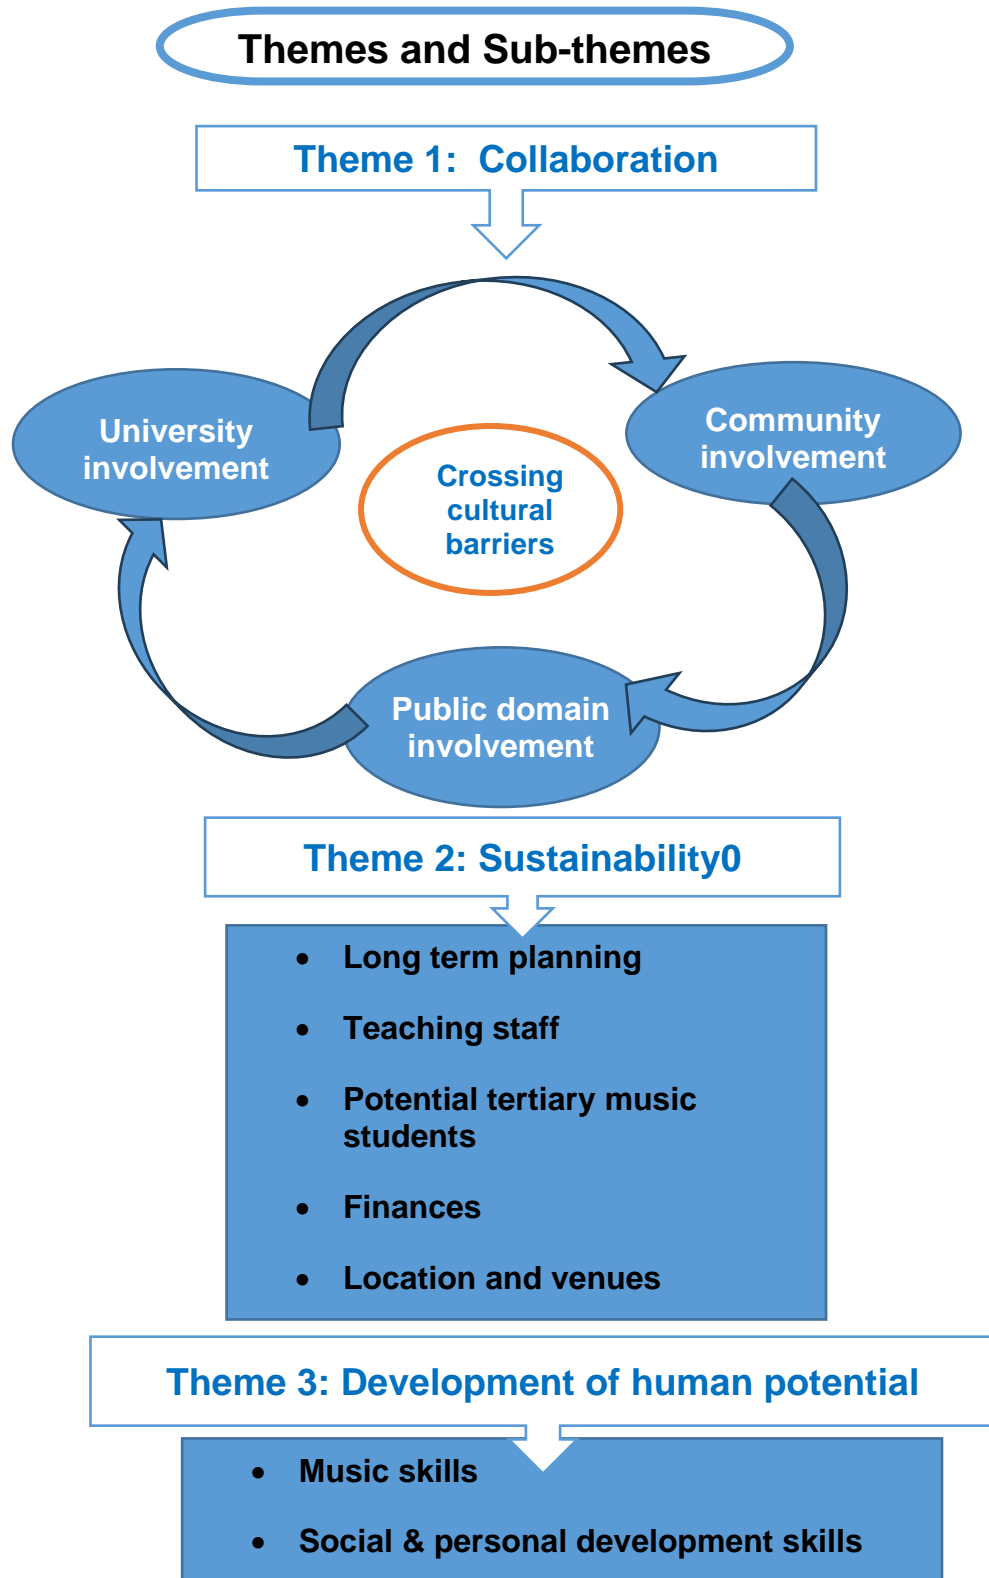 Themes and Sub-themes
Theme 1:  Collaboration
University
involvement
Community
involvement
Crossing
cultural
barriers
Public domain
involvement
Theme 2: Sustainability0
• Long term planning
• Teaching staff
• Potential tertiary music
students
• Finances
• Location and venues
Theme 3: Development of human potential
• Music skills
• Social & personal development skills